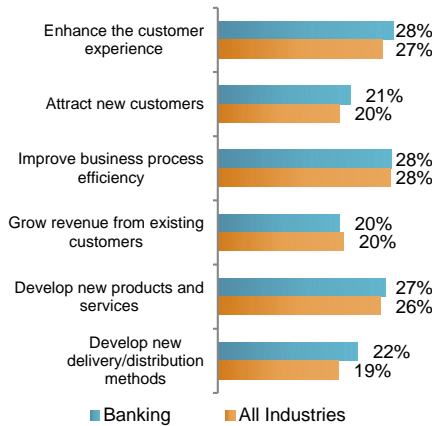 Enhance the customer
experience
28%
27%
Attract new customers
21%
20%
Improve business process
efficiency
28%
28%
Grow revenue from existing
customers
20%
20%
Develop new products and
services
27%
26%
Develop new
delivery/distribution
methods
22%
19%
Banking
All Industries